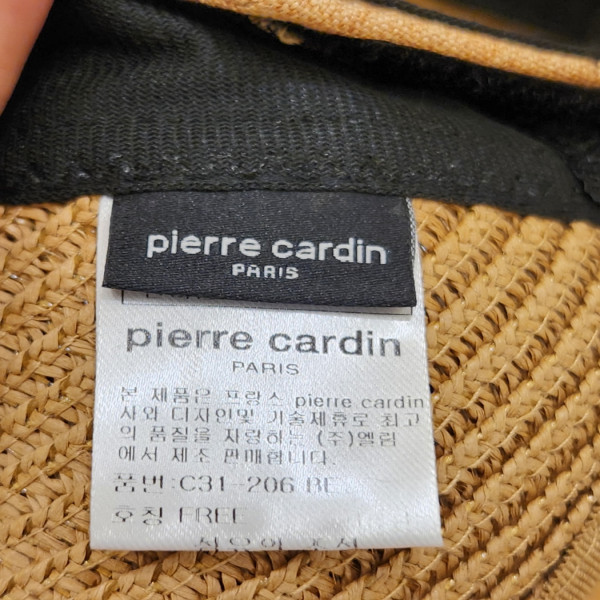 pierre cardin
PARIS
pierre cardin
PARIS
본 제품은 프랑스 pierre cardin
사와 디자인및 기술제휴로 최고
의 품질을 자랑하는 (주)엘림
에서 제조 판매합니다.
품번:C31-206 BE
호칭 FREE